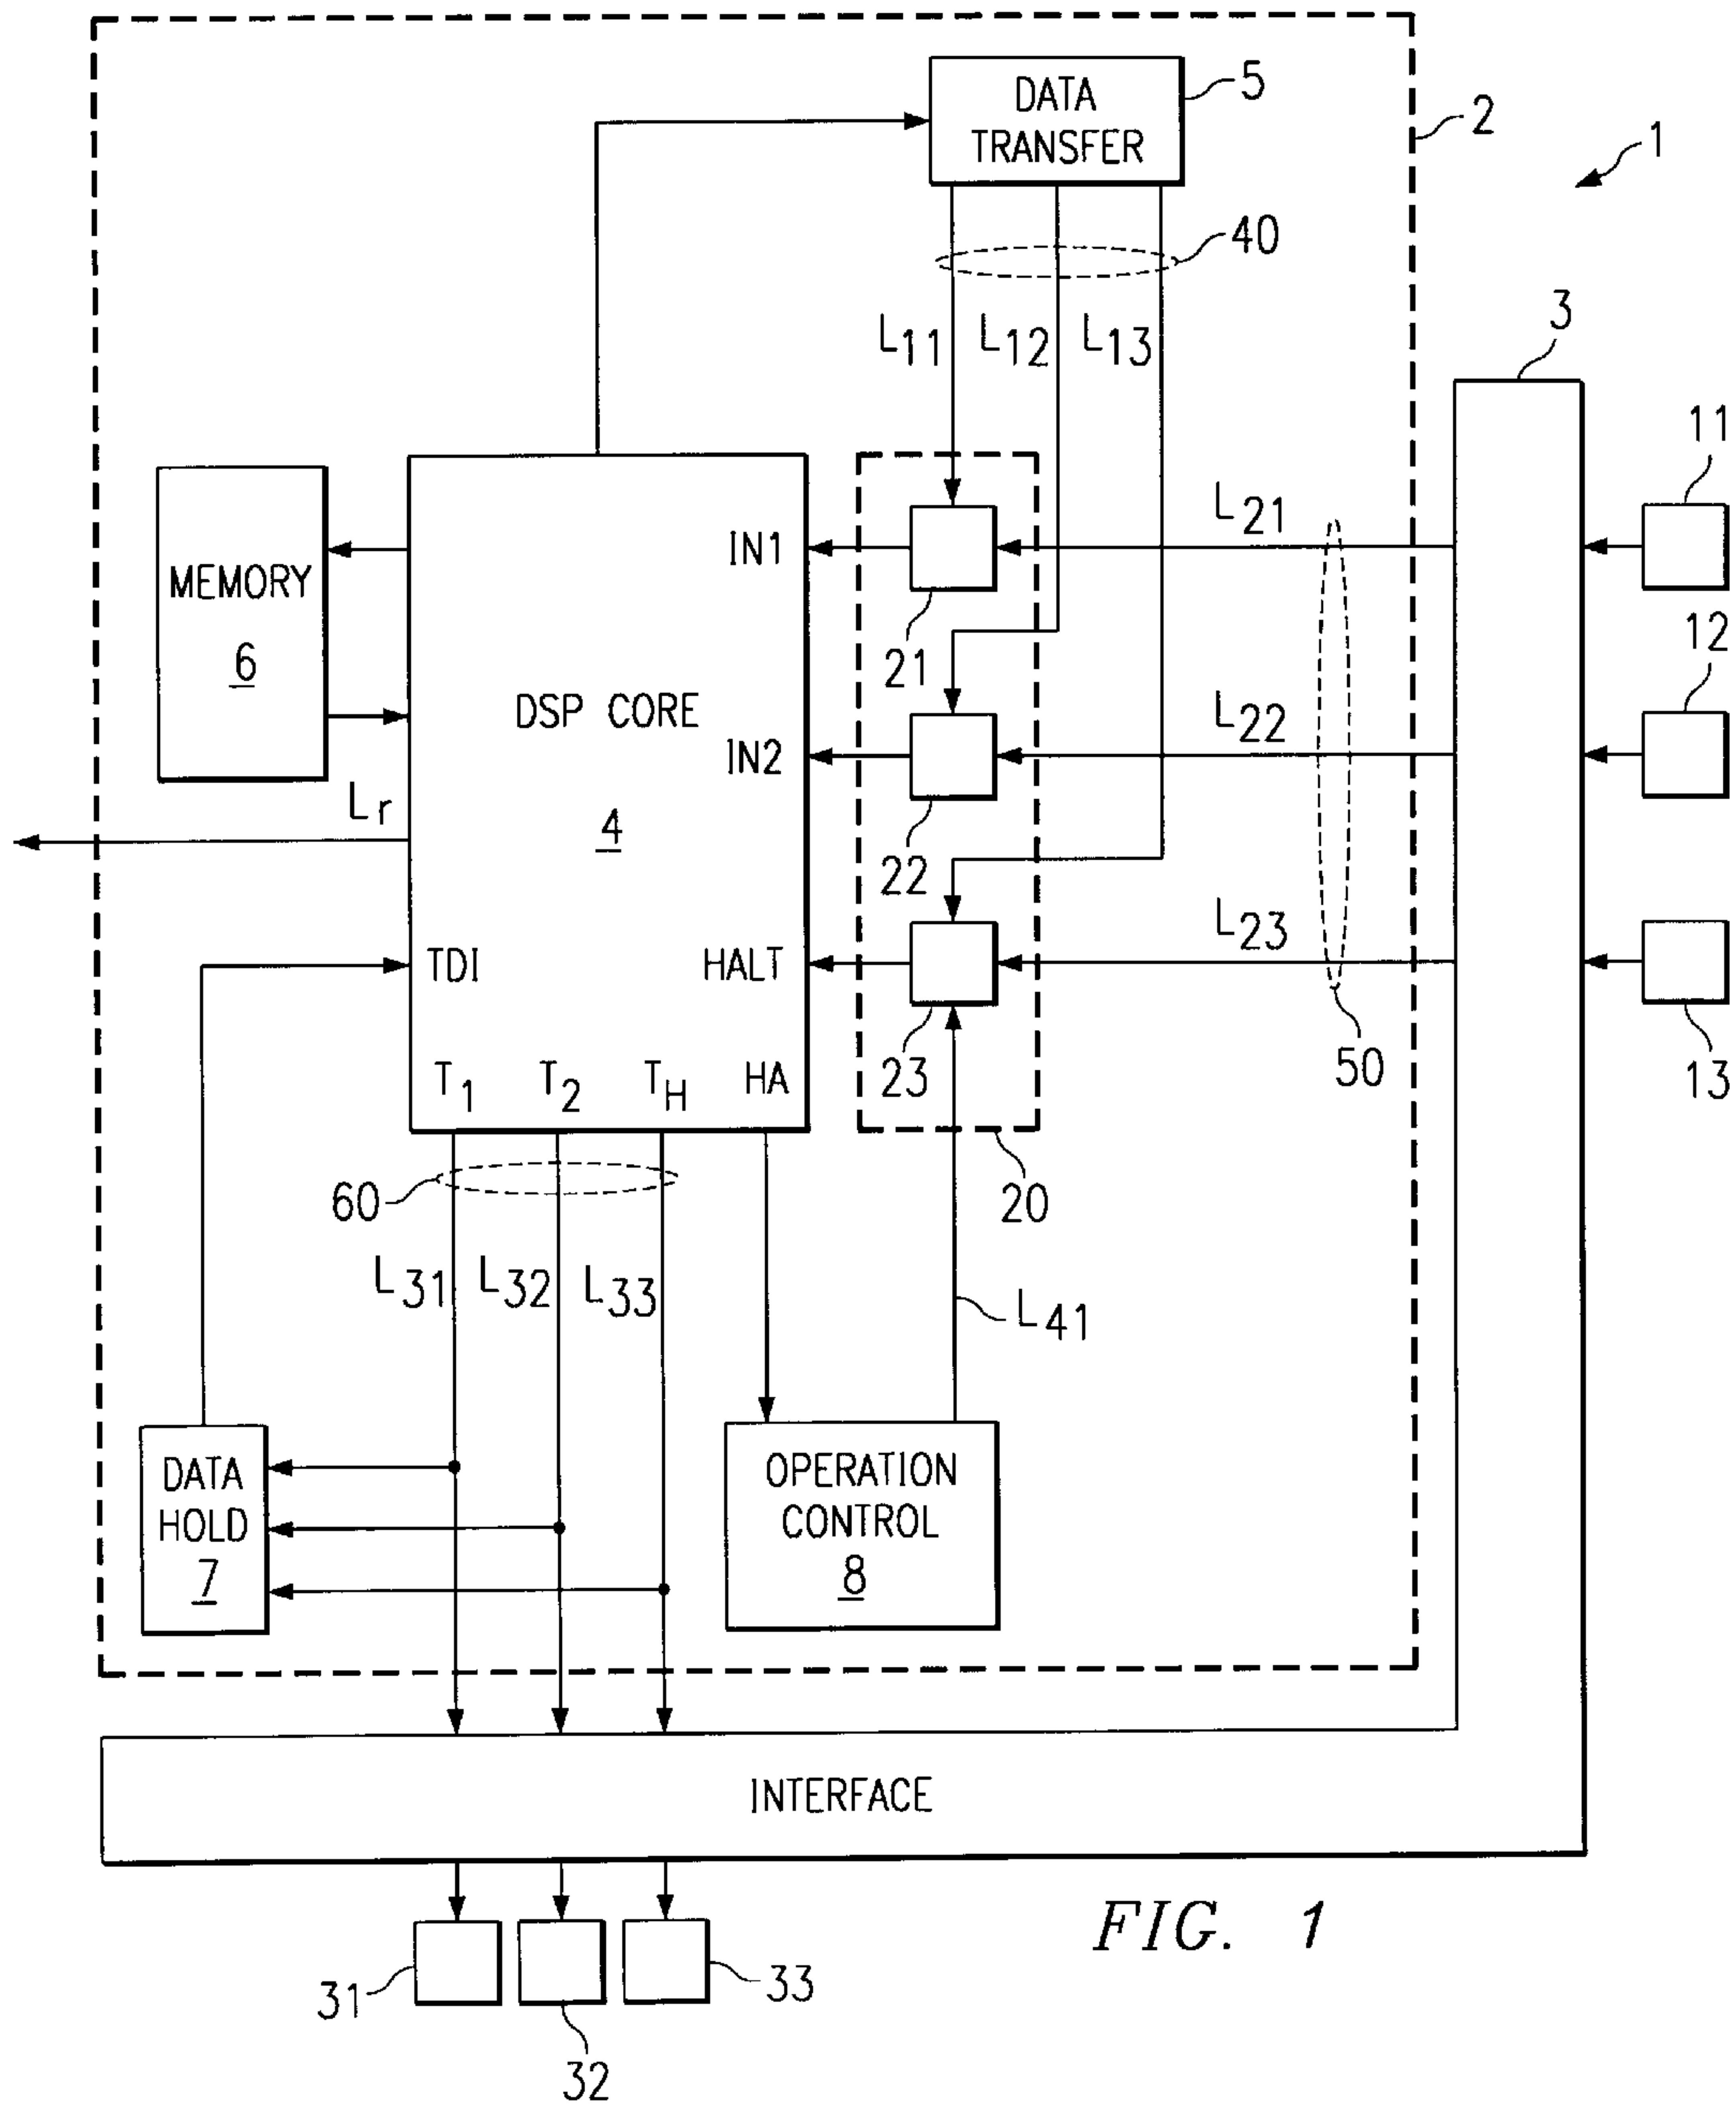 DATA
TRANSFER
5
2
1
40
L11 L12 L13
3
11
MEMORY
6
IN1
L21
21
12
DSP CORE
4
IN2
L22
22
Lr
TDI
HALT
L23
23
50
13
T1 T2 TH HA
60
20
L31 L32 L33
L41
DATA
HOLD
7
OPERATION
CONTROL
8
INTERFACE
31
32
33
FIG. 1